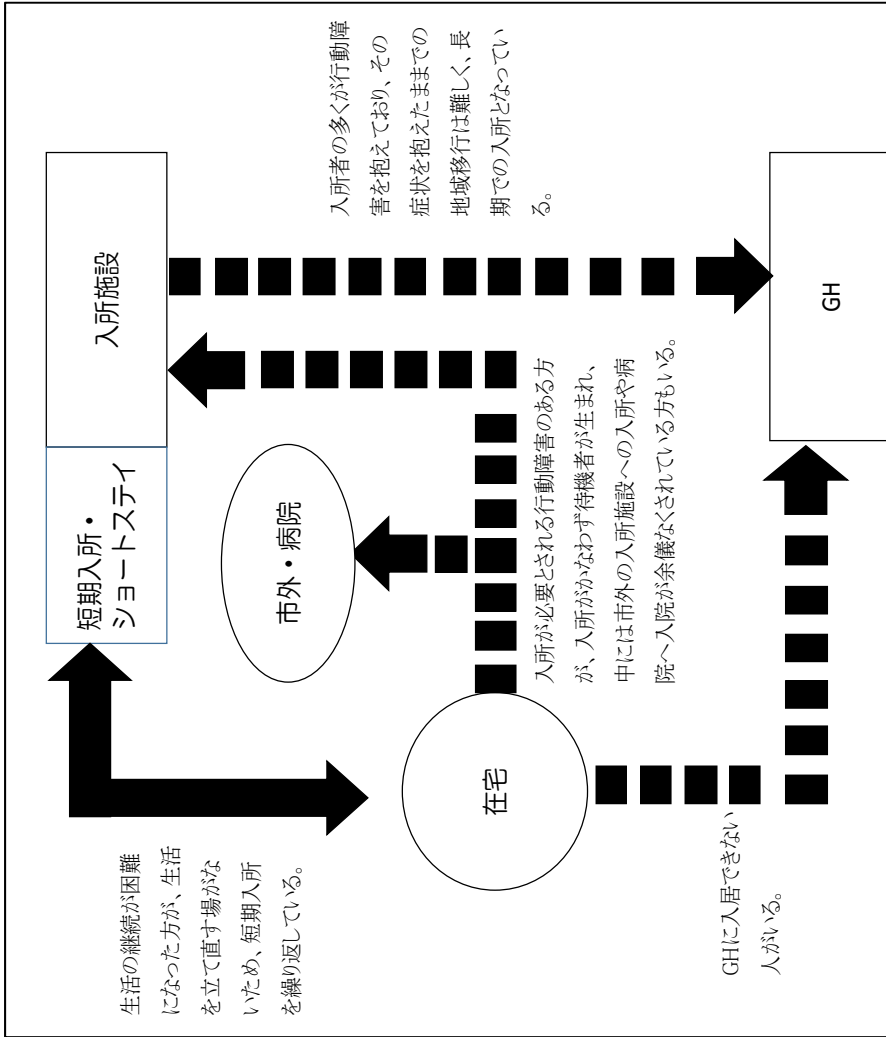 生活の継続が困難
になった方が、生活
を立て直す場がな
いため、短期入所
を繰り返している。
短期入所・
ショートステイ
入所施設
市外・病院
在宅
入所者の多くが行動障
害を抱えており、その
症状を抱えたままでの
地域移行は難しく、長
期での入所となってい
る。
入所が必要とされる行動障害のある方
が、入所がかなわず待機者が生まれ、
中には市外の入所施設への入所や病
院へ入院が余儀なくされている方もいる。
GHに入居できない
人がいる。
GH